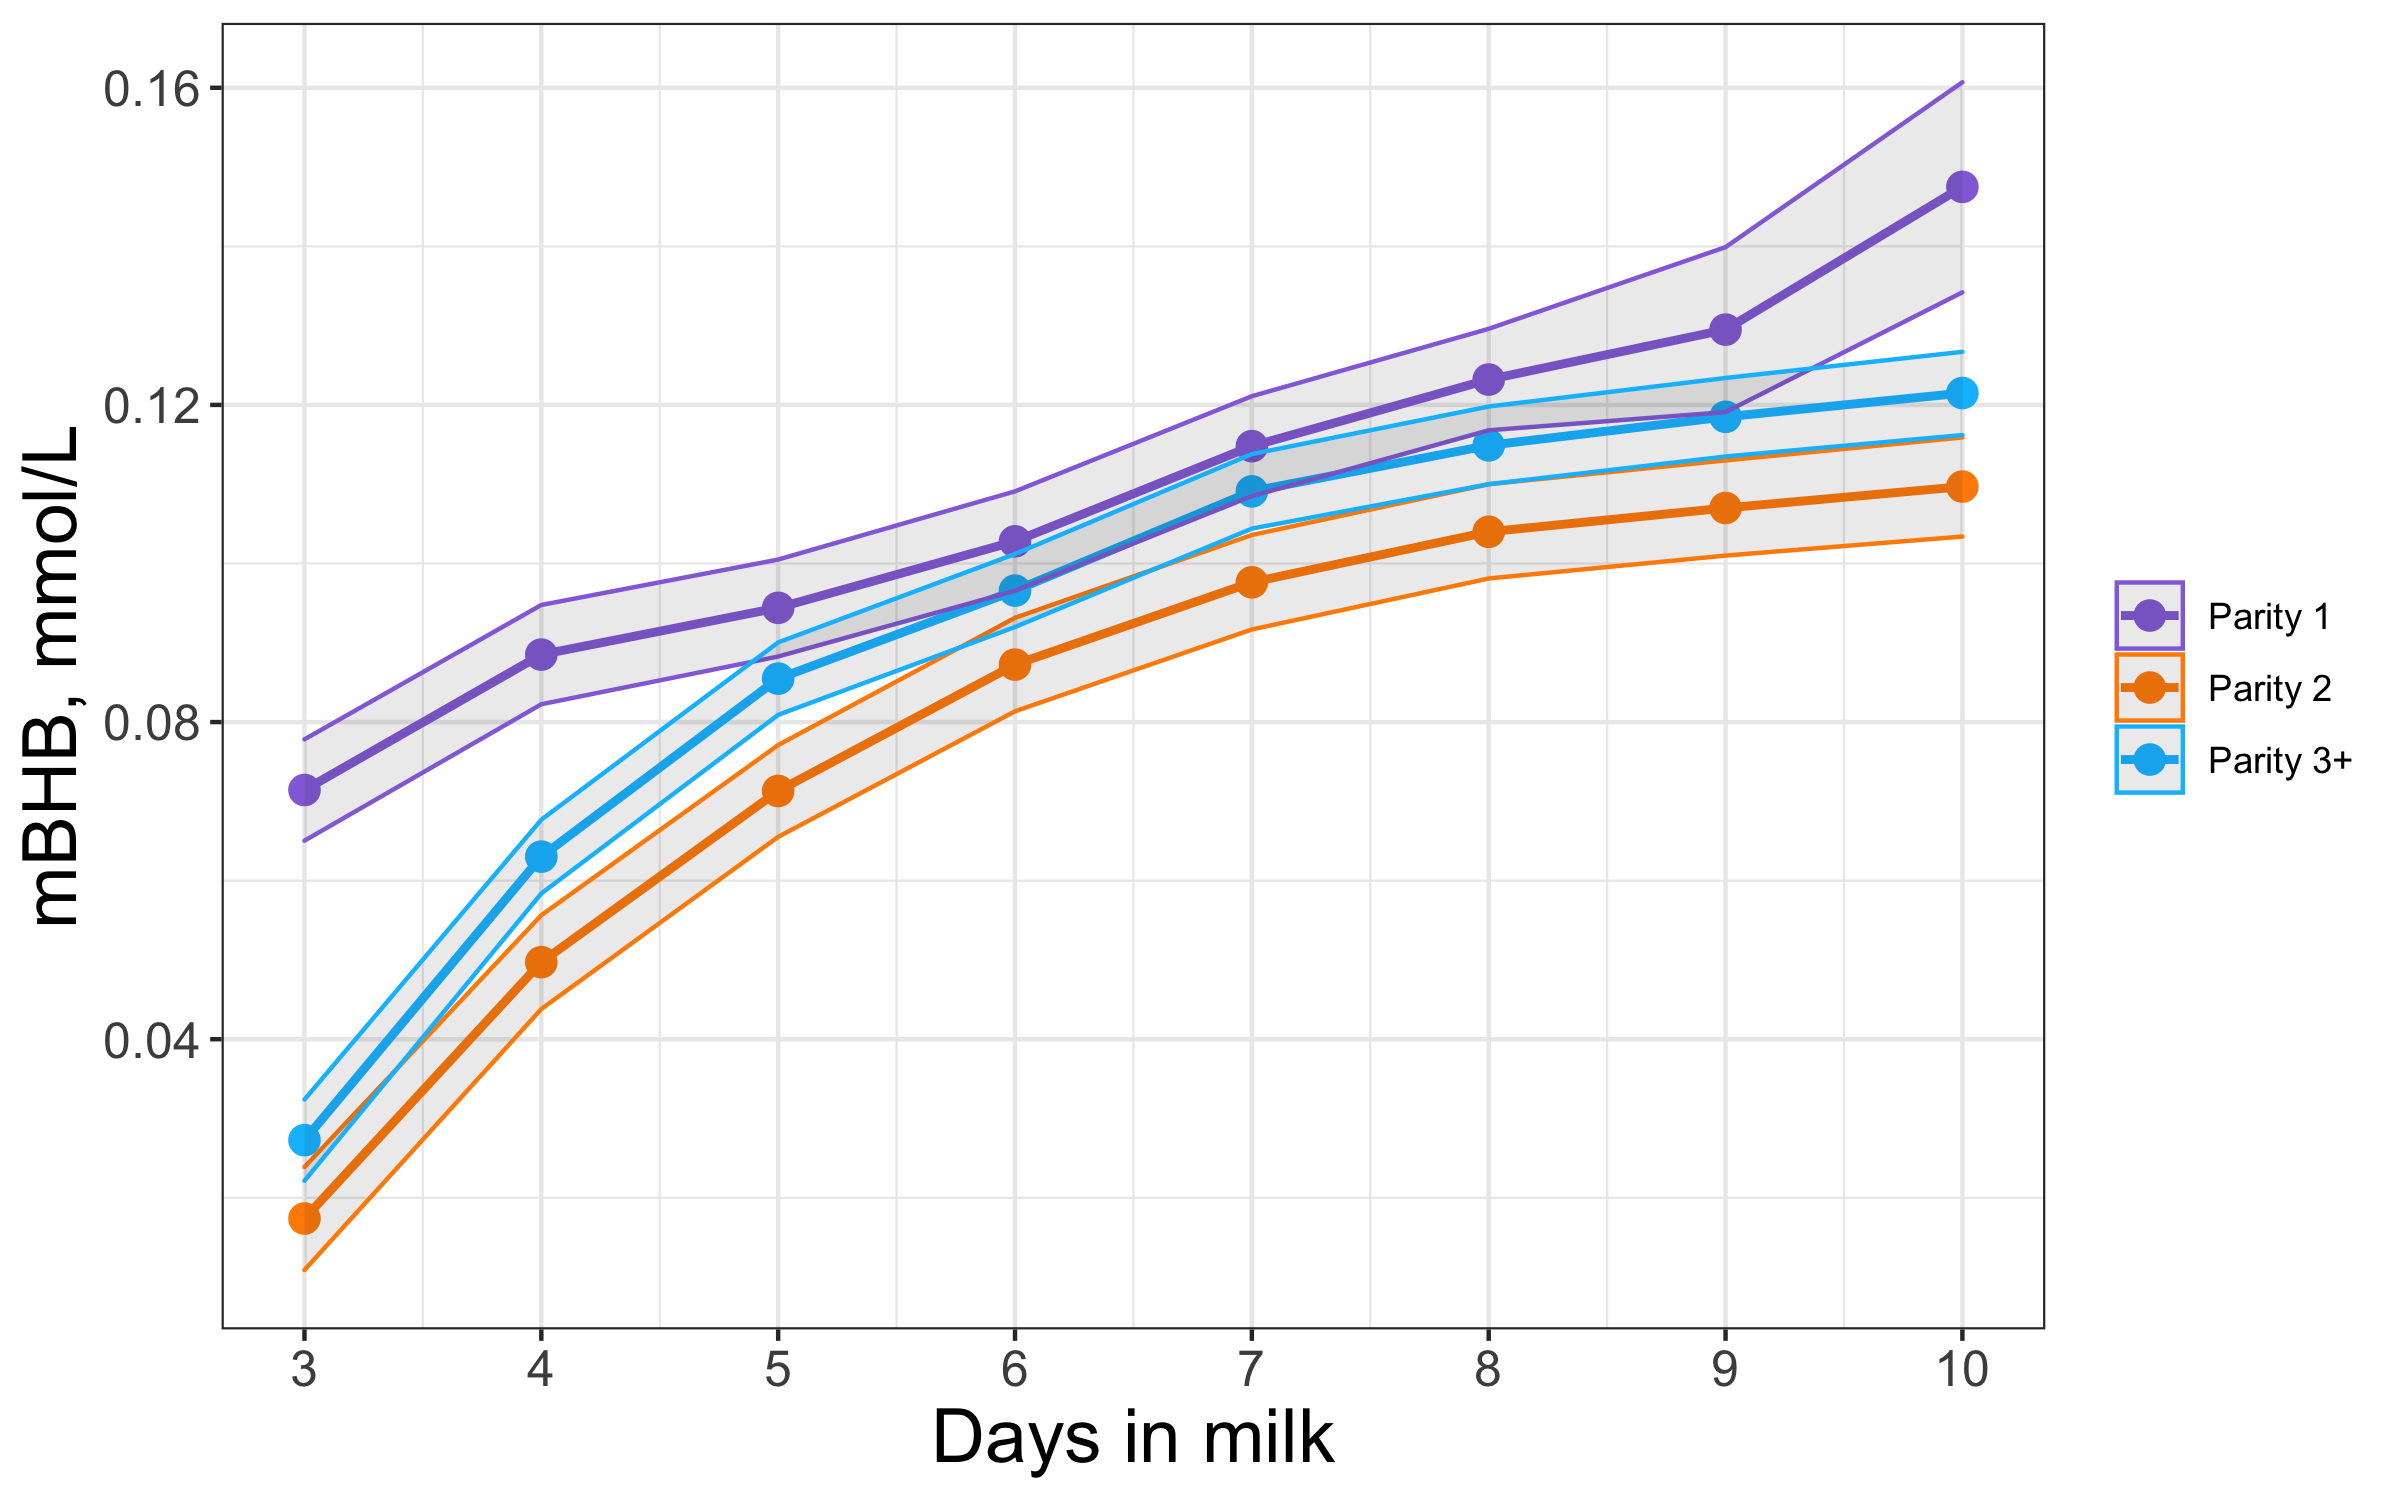 mBHB, mmol/L
0.16
0.12
0.08
0.04
3 4 5 6 7 8 9 10
Days in milk
Parity 1
Parity 2
Parity 3+